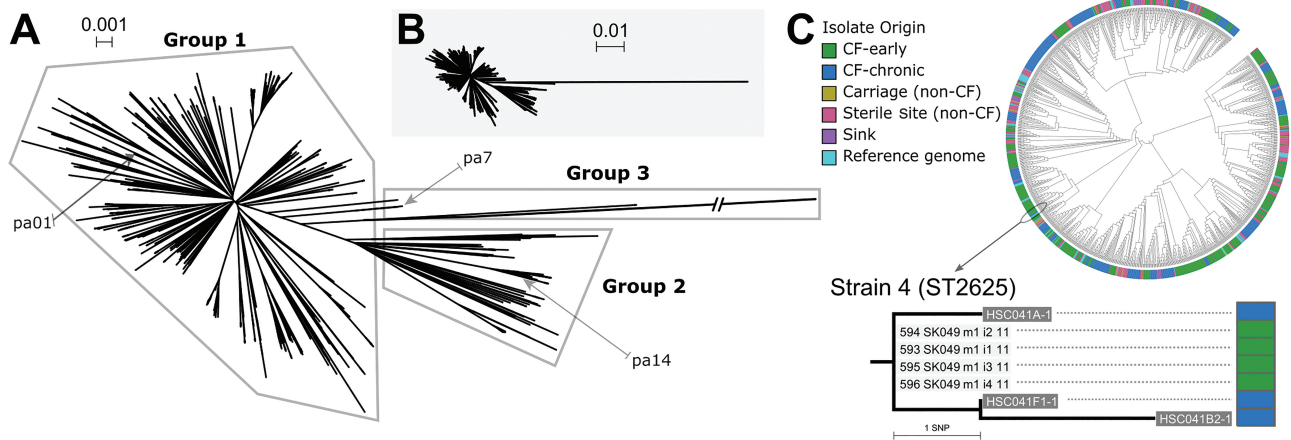 A
0.001
Group 1
pa01
pa7
Group 3
Group 2
pa14
B
0.01
C
Isolate Origin
CF-early
CF-chronic
Carriage (non-CF)
Sterile site (non-CF)
Sink
Reference genome
Strain 4 (ST2625)
HSC041A-1
594 SK049 m1 i2 11
593 SK049 m1 i1 11
595 SK049 m1 i3 11
596 SK049 m1 i4 11
HSC041F1-1
HSC041B2-1
1 SNP